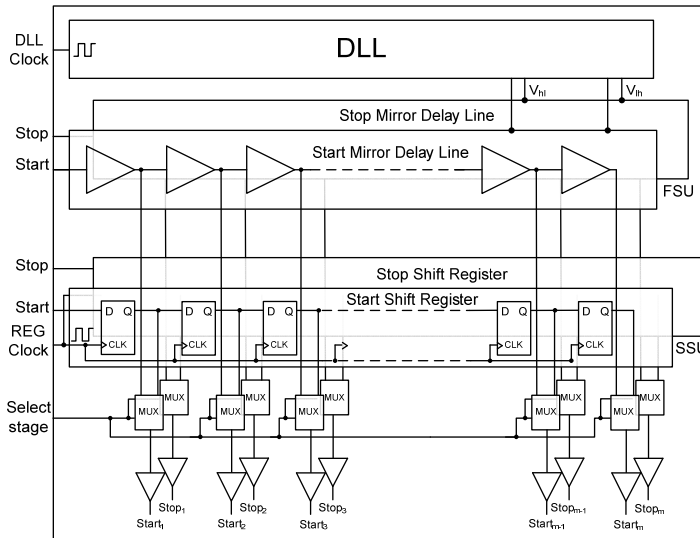 DLL
Clock
DLL
Vhl
Vlh
Stop Mirror Delay Line
Stop
Start
Start Mirror Delay Line
FSU
Stop
Stop Shift Register
Start
Start Shift Register
REG
Clock
D Q
CLK
D Q
CLK
D Q
CLK
D Q
CLK
D Q
CLK
SSU
Select
stage
MUX
MUX
MUX
MUX
MUX
MUX
MUX
MUX
MUX
MUX
Stop1
Stop2
Stop3
Stopm-1
Stopm
Start1
Start2
Start3
Startm-1
Startm